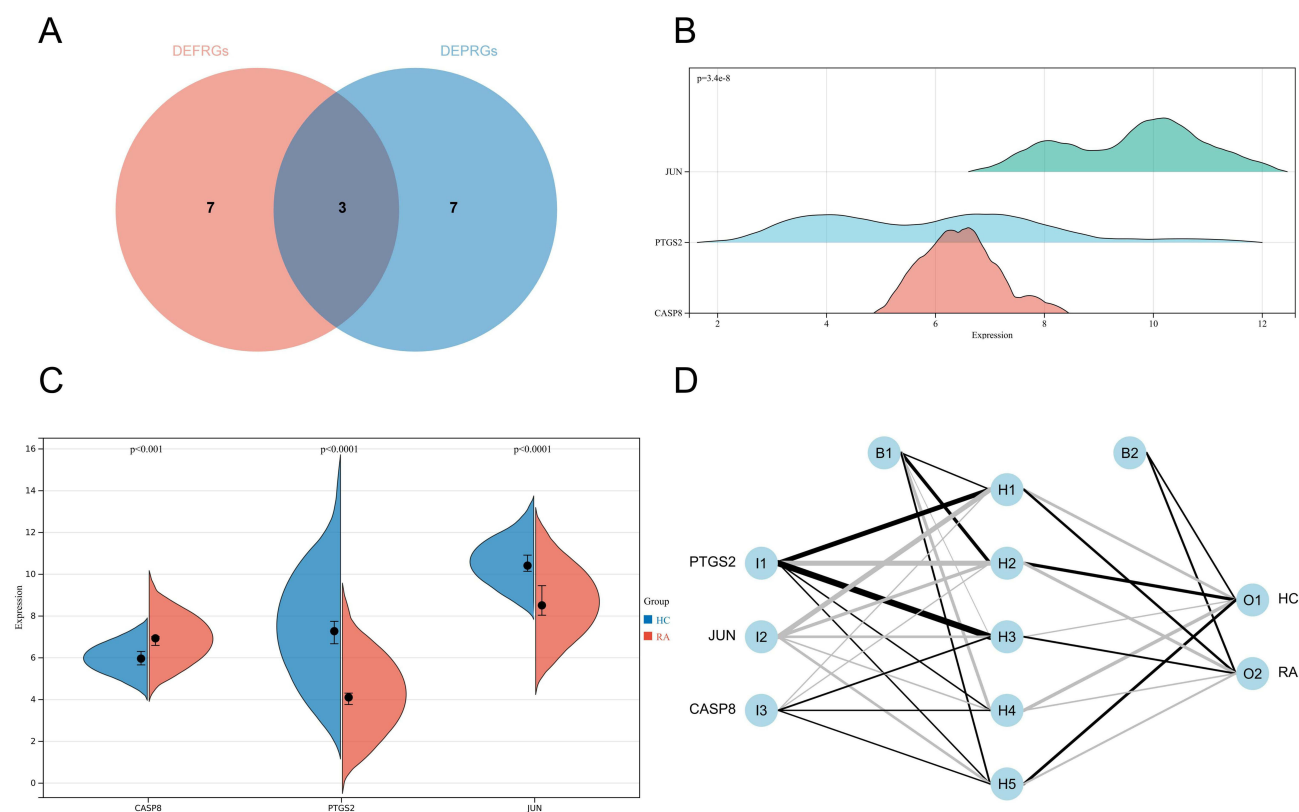 A
DEFRGs
DEPRGs
7
3
7
B
p=3.4e-8
JUN
PTGS2
CASP8
2
4
6
8
10
12
Expression
C
p<0.001
p<0.0001
p<0.0001
16
14
12
10
8
6
4
2
0
Expression
CASP8
PTGS2
JUN
Group
HC
RA
D
B1
B2
H1
PTGS2
I1
H2
O1
HC
JUN
I2
H3
O2
RA
CASP8
I3
H4
H5